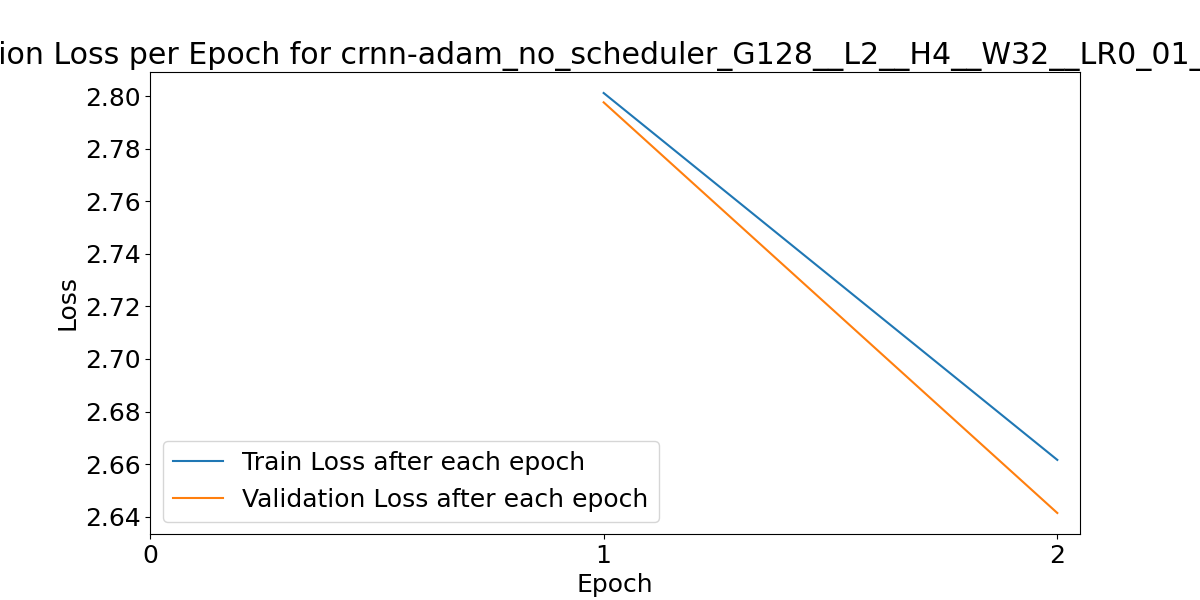 ion Loss per Epoch for crnn-adam_no_scheduler_G128__L2__H4__W32__LR0_01_
2.80
2.78
2.76
2.74
2.72
2.70
2.68
2.66
2.64
Loss
Train Loss after each epoch
Validation Loss after each epoch
0 1 2
Epoch